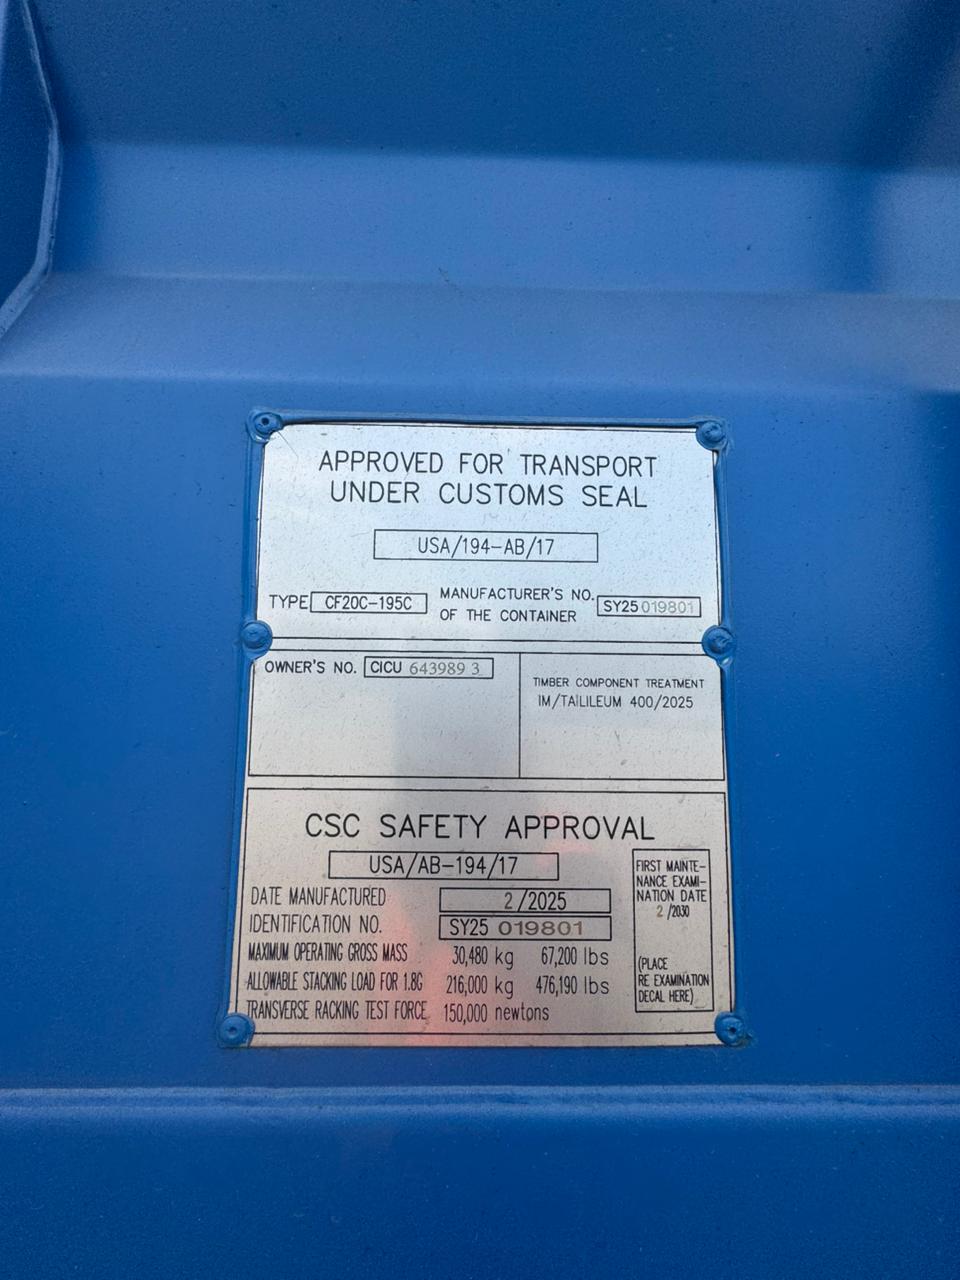 APPROVED FOR TRANSPORT
UNDER CUSTOMS SEAL
USA/194-AB/17
TYPE CF20C-195C MANUFACTURER'S NO. OF THE CONTAINER SY25 019801
OWNER'S NO. CICU 643989 3
TIMBER COMPONENT TREATMENT
IM/TAILILEUM 400/2025
CSC SAFETY APPROVAL
USA/AB-194/17
DATE MANUFACTURED 2/2025
IDENTIFICATION NO. SY25 019801
MAXIMUM OPERATING GROSS MASS 30,480 kg 67,200 lbs
ALLOWABLE STACKING LOAD FOR 1.8G 216,000 kg 476,190 lbs
TRANSVERSE RACKING TEST FORCE 150,000 newtons
FIRST MAINTE-
NANCE EXAMI-
NATION DATE
2/2030
(PLACE
RE EXAMINATION
DECAL HERE)